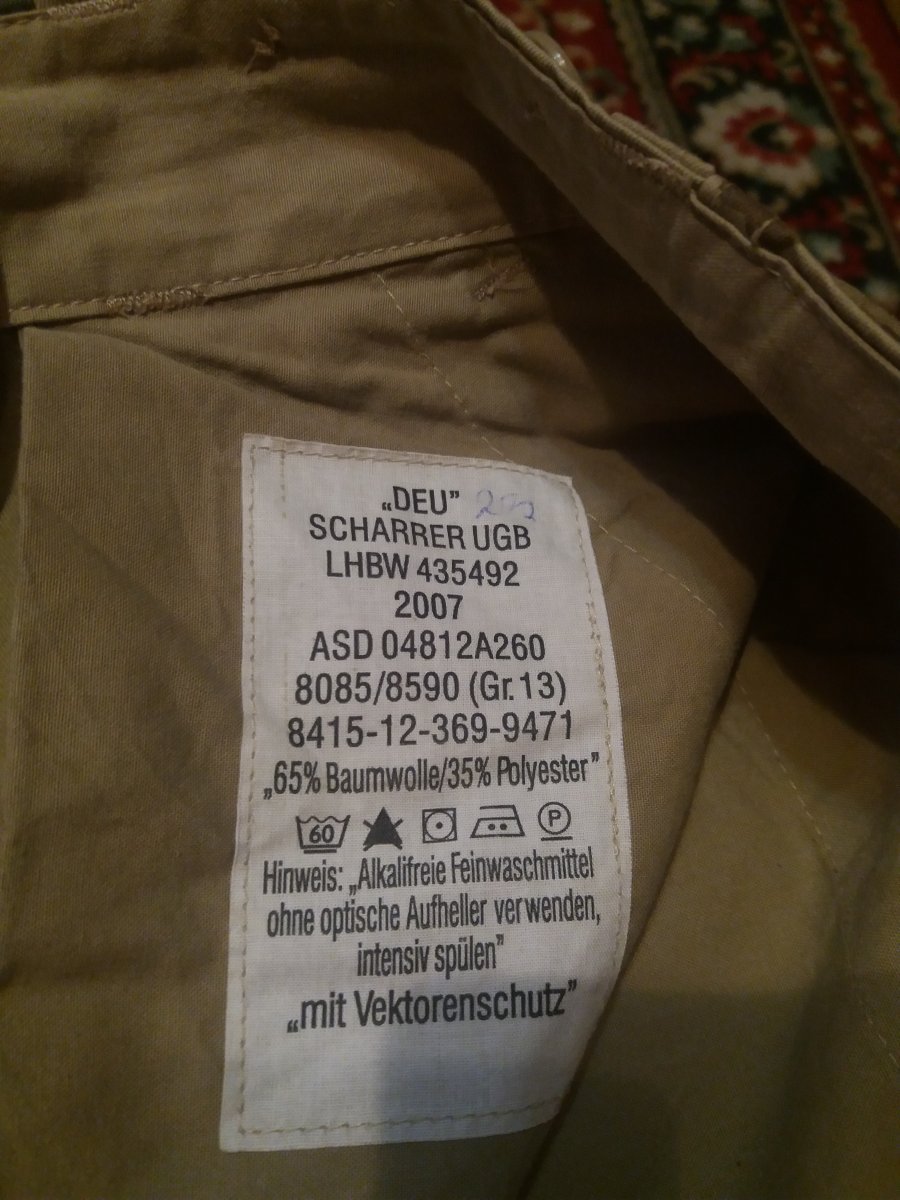 „DEU”
SCHARRER UGB
LHBW 435492
2007
ASD 04812A260
8085/8590 (Gr.13)
8415-12-369-9471
„65% Baumwolle/35% Polyester”
60 P
Hinweis: „Alkalifreie Feinwaschmittel
ohne optische Aufheller verwenden,
intensiv spülen”
„mit Vektorenschutz”